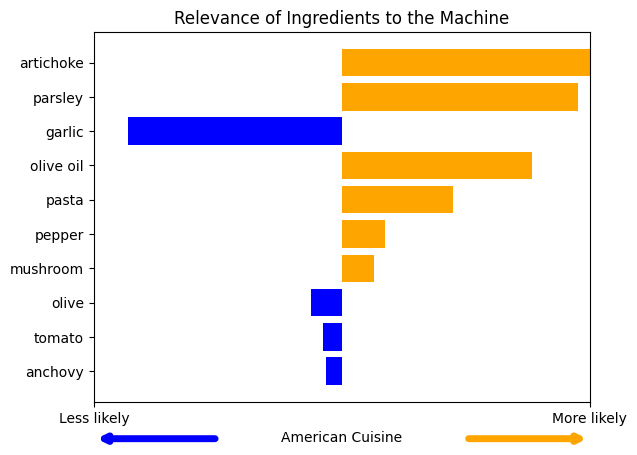 Relevance of Ingredients to the Machine
artichoke
parsley
garlic
olive oil
pasta
pepper
mushroom
olive
tomato
anchovy
Less likely
More likely
American Cuisine